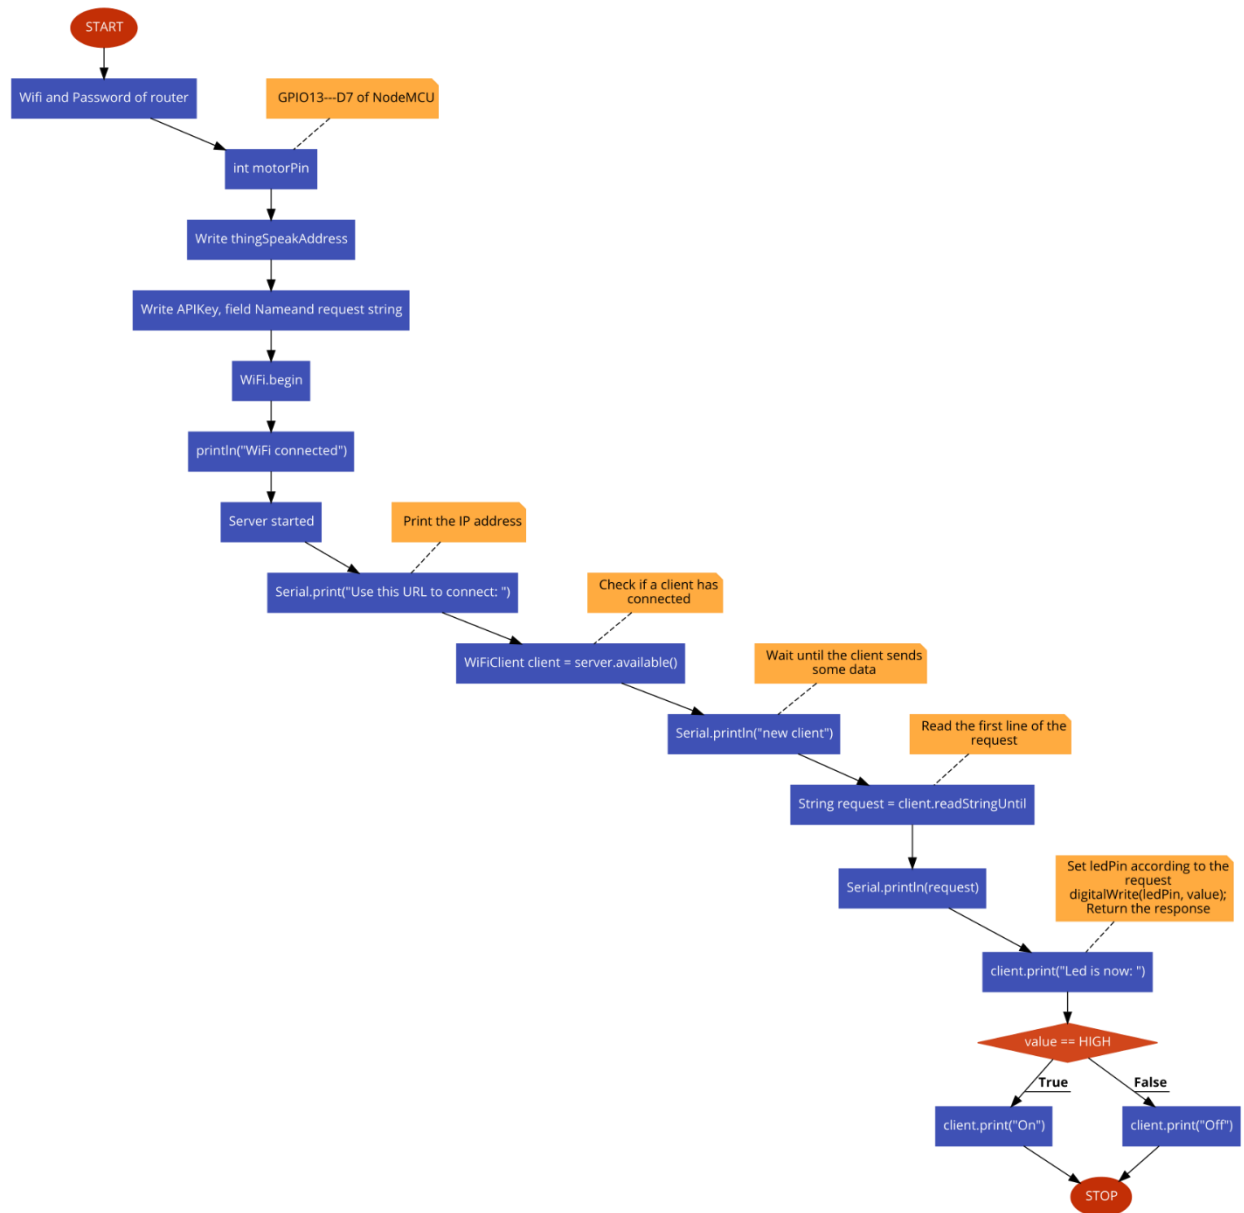 START
Wifi and Password of router
GPIO13---D7 of NodeMCU
int motorPin
Write thingSpeakAddress
Write APIKey, field Nameand request string
WiFi.begin
println("WiFi connected")
Server started
Print the IP address
Serial.print("Use this URL to connect: ")
Check if a client has
connected
WiFiClient client = server.available()
Wait until the client sends
some data
Serial.println("new client")
Read the first line of the
request
String request = client.readStringUntil
Serial.println(request)
Set ledPin according to the
request
digitalWrite(ledPin, value);
Return the response
client.print("Led is now: ")
value == HIGH
True
False
client.print("On")
client.print("Off")
STOP